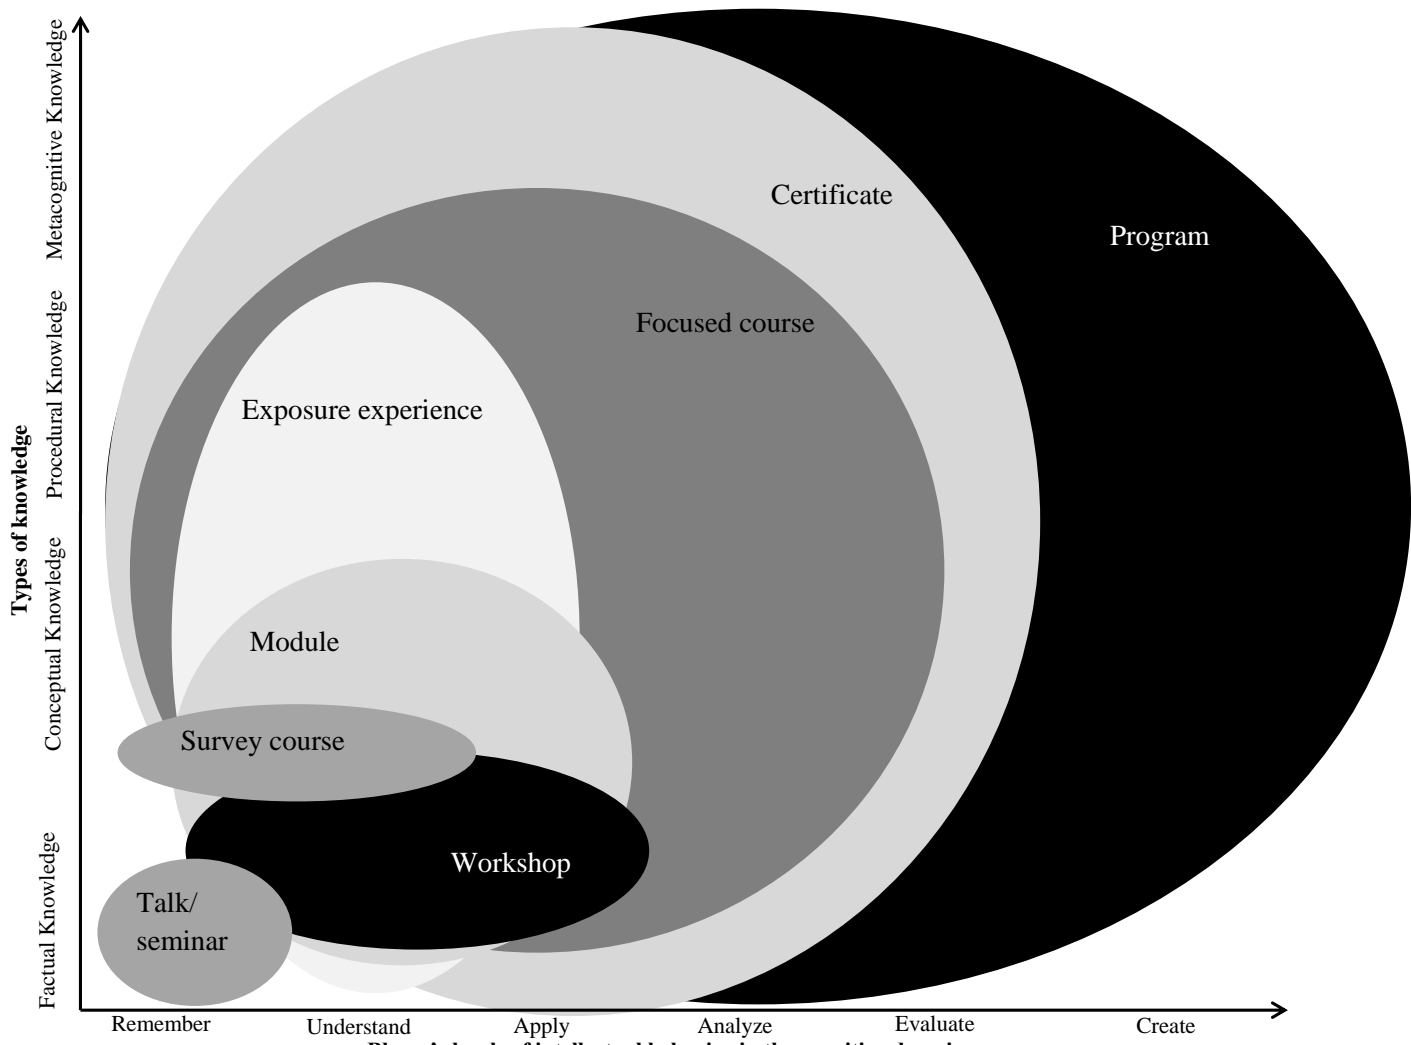 Types of knowledge
Metacognitive Knowledge
Procedural Knowledge
Conceptual Knowledge
Factual Knowledge
Certificate
Program
Focused course
Exposure experience
Module
Survey course
Workshop
Talk/
seminar
Remember
Understand
Apply
Analyze
Evaluate
Create